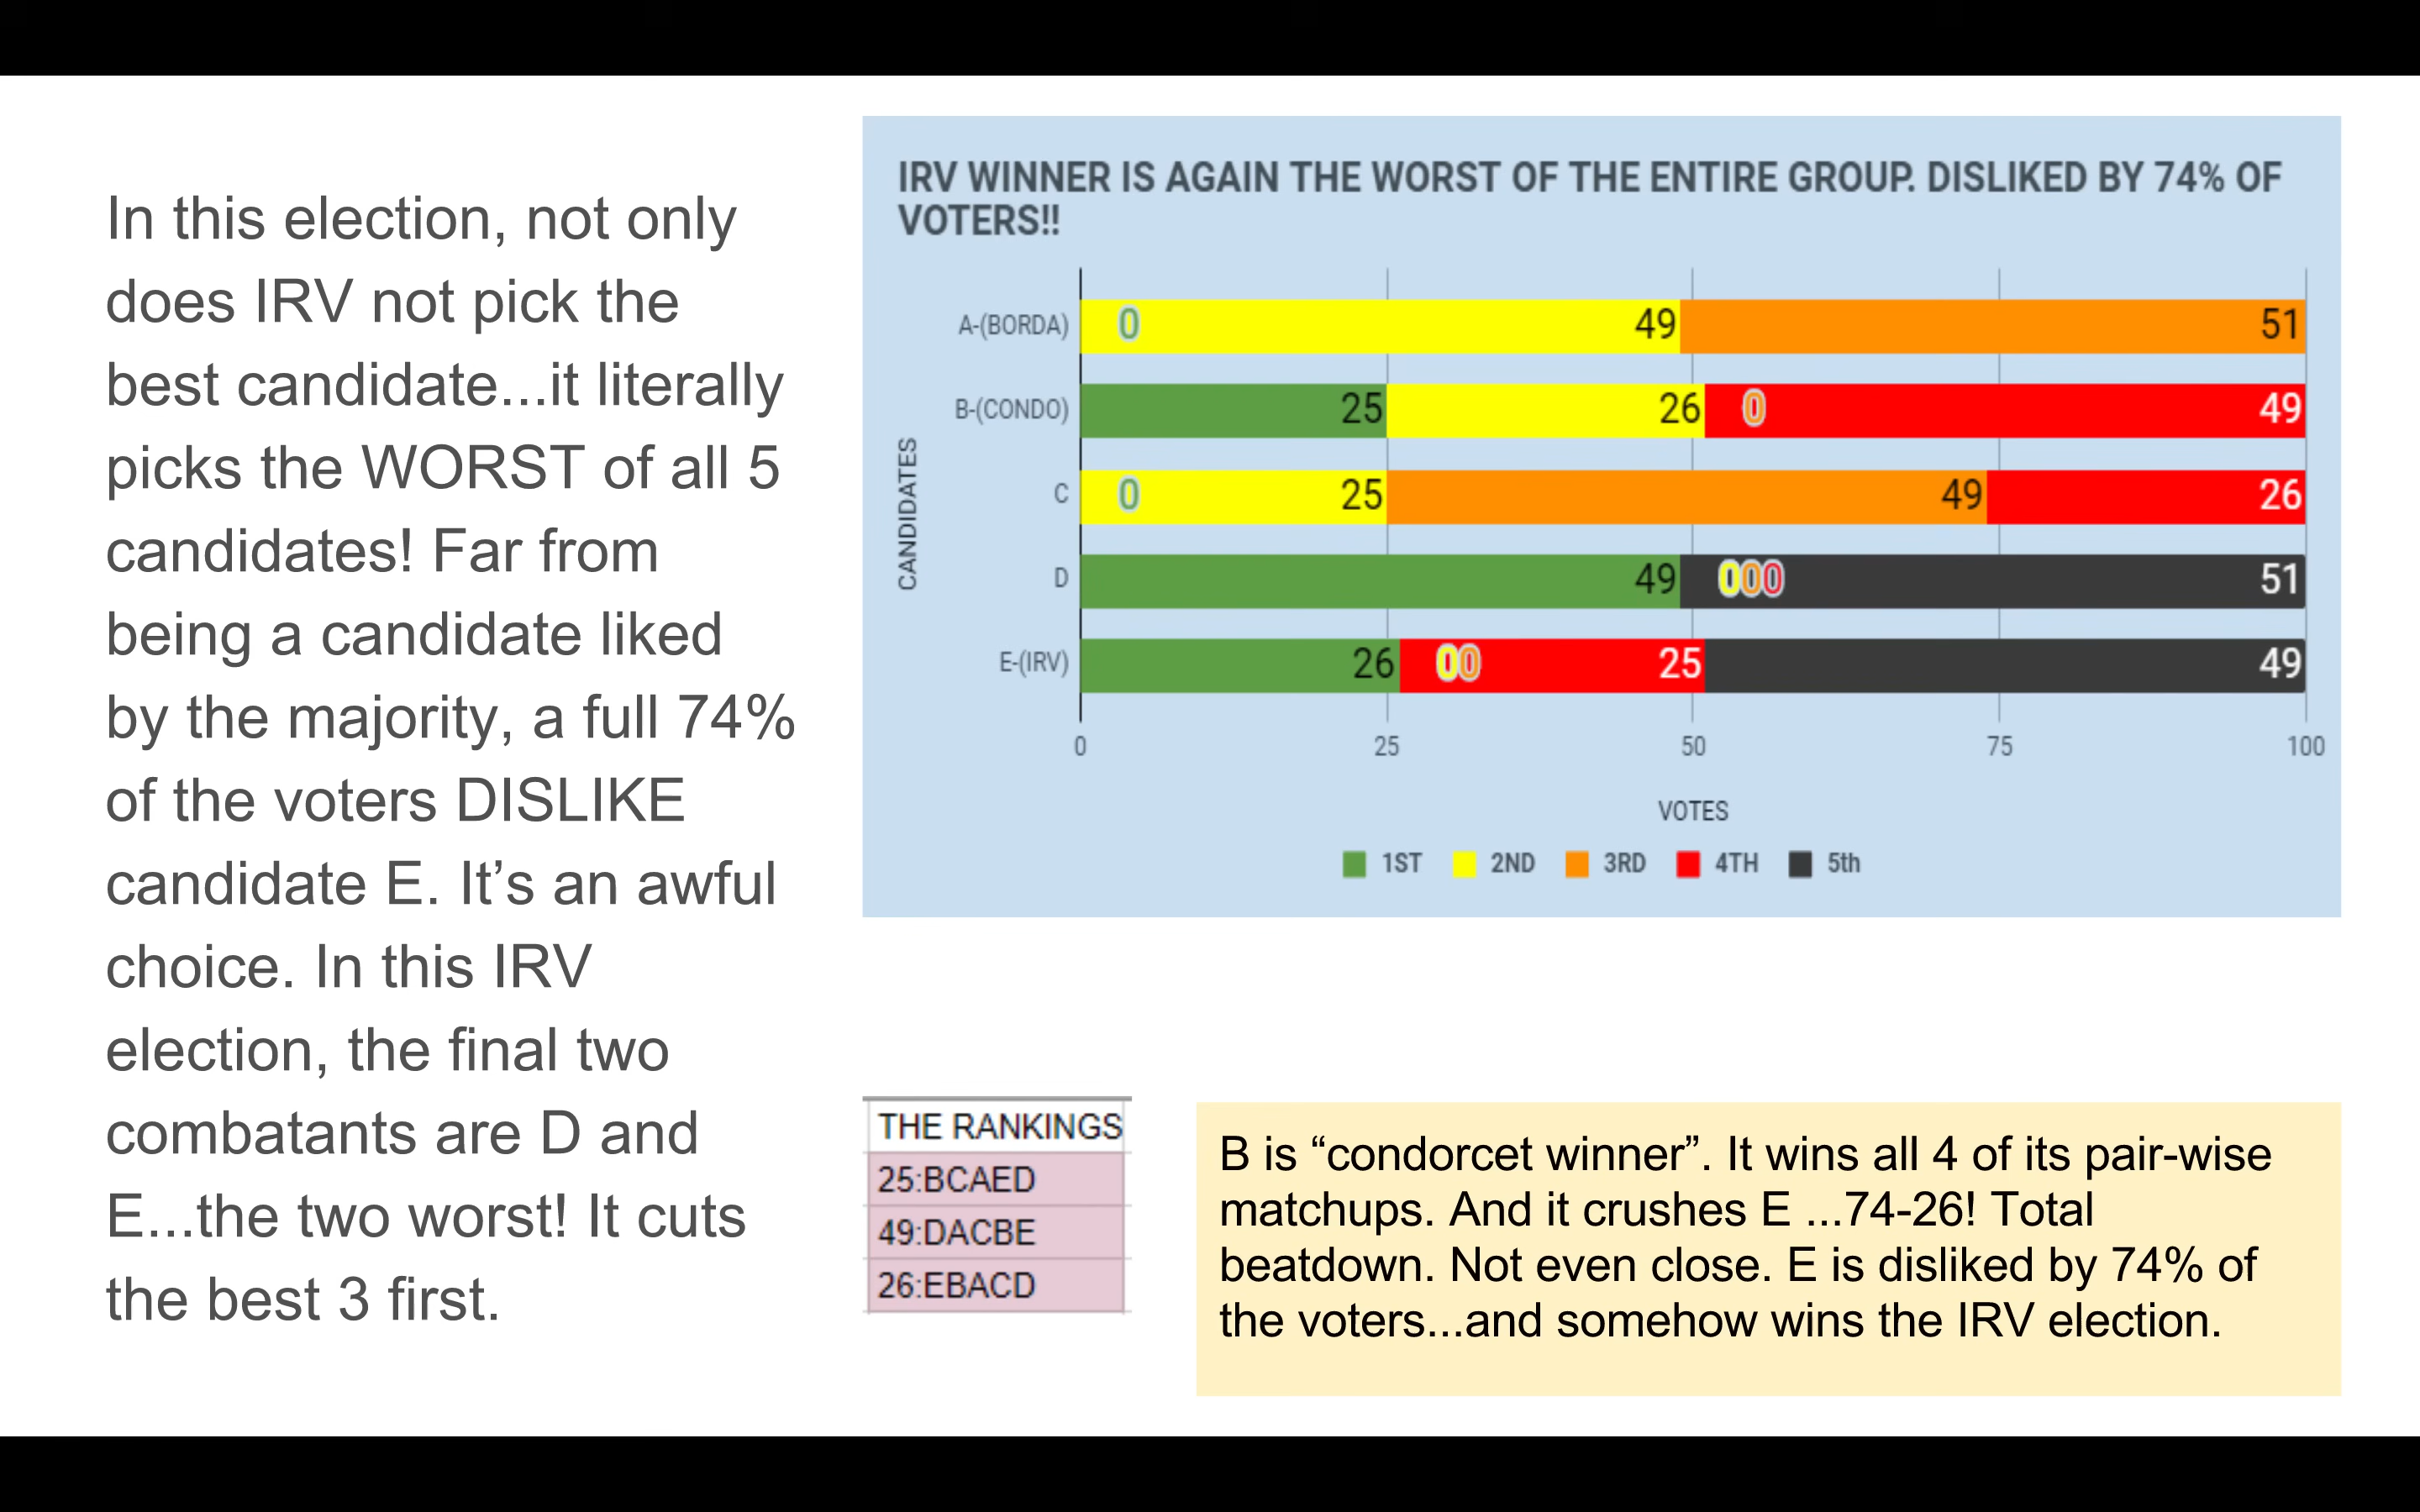 In this election, not only
does IRV not pick the
best candidate...it literally
picks the WORST of all 5
candidates! Far from
being a candidate liked
by the majority, a full 74%
of the voters DISLIKE
candidate E. It’s an awful
choice. In this IRV
election, the final two
combatants are D and
E...the two worst! It cuts
the best 3 first.
IRV WINNER IS AGAIN THE WORST OF THE ENTIRE GROUP. DISLIKED BY 74% OF
VOTERS!!
CANDIDATES
A-(BORDA) 0 49 51
B-(CONDO) 25 26 0 49
C 0 25 49 26
D 49 0 0 0 51
E-(IRV) 26 0 0 25 49
0 25 50 75 100
VOTES
1ST 2ND 3RD 4TH 5th
THE RANKINGS
25:BCAED
49:DACBE
26:EBACD
B is “condorcet winner”. It wins all 4 of its pair-wise
matchups. And it crushes E ...74-26! Total
beatdown. Not even close. E is disliked by 74% of
the voters...and somehow wins the IRV election.